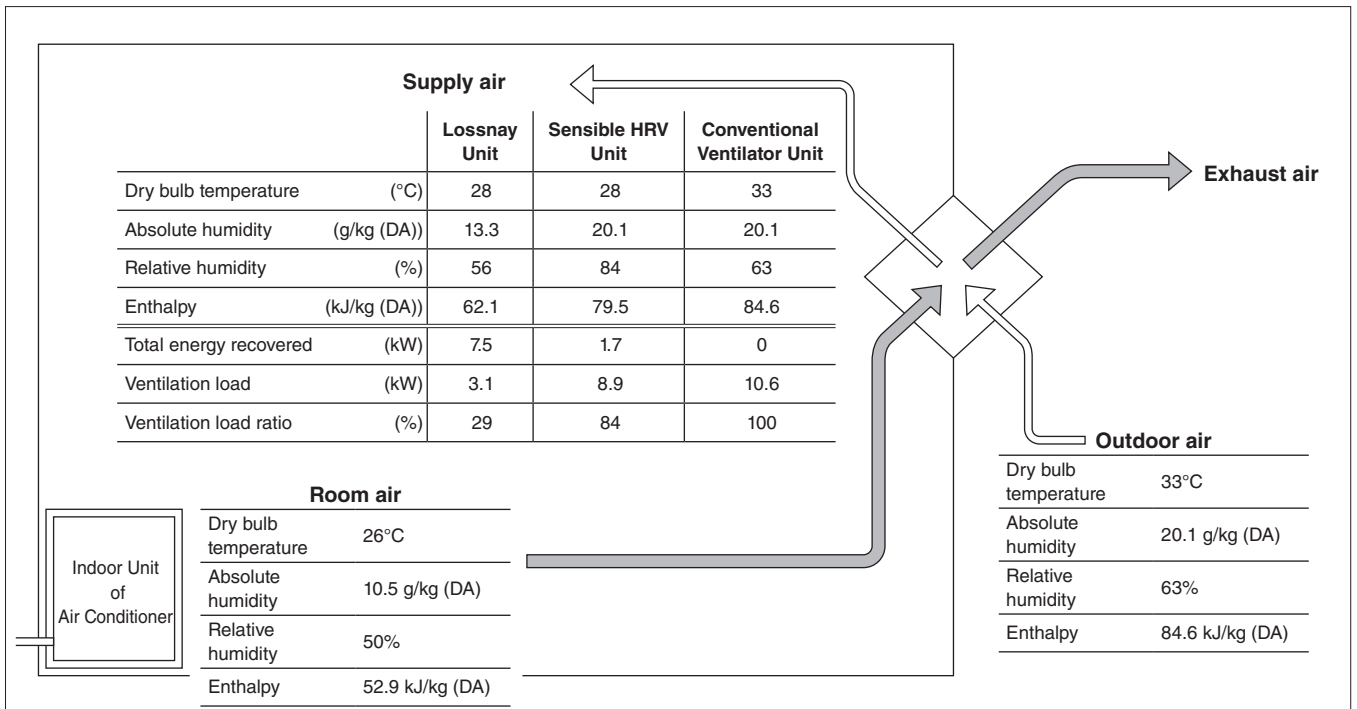 Supply air
Lossnay Unit Sensible HRV Unit Conventional Ventilator Unit
Dry bulb temperature (°C) 28 28 33
Absolute humidity (g/kg (DA)) 13.3 20.1 20.1
Relative humidity (%) 56 84 63
Enthalpy (kJ/kg (DA)) 62.1 79.5 84.6
Total energy recovered (kW) 7.5 1.7 0
Ventilation load (kW) 3.1 8.9 10.6
Ventilation load ratio (%) 29 84 100
Exhaust air
Outdoor air
Dry bulb temperature 33°C
Absolute humidity 20.1 g/kg (DA)
Relative humidity 63%
Enthalpy 84.6 kJ/kg (DA)
Room air
Dry bulb temperature 26°C
Absolute humidity 10.5 g/kg (DA)
Relative humidity 50%
Enthalpy 52.9 kJ/kg (DA)
Indoor Unit
of
Air Conditioner